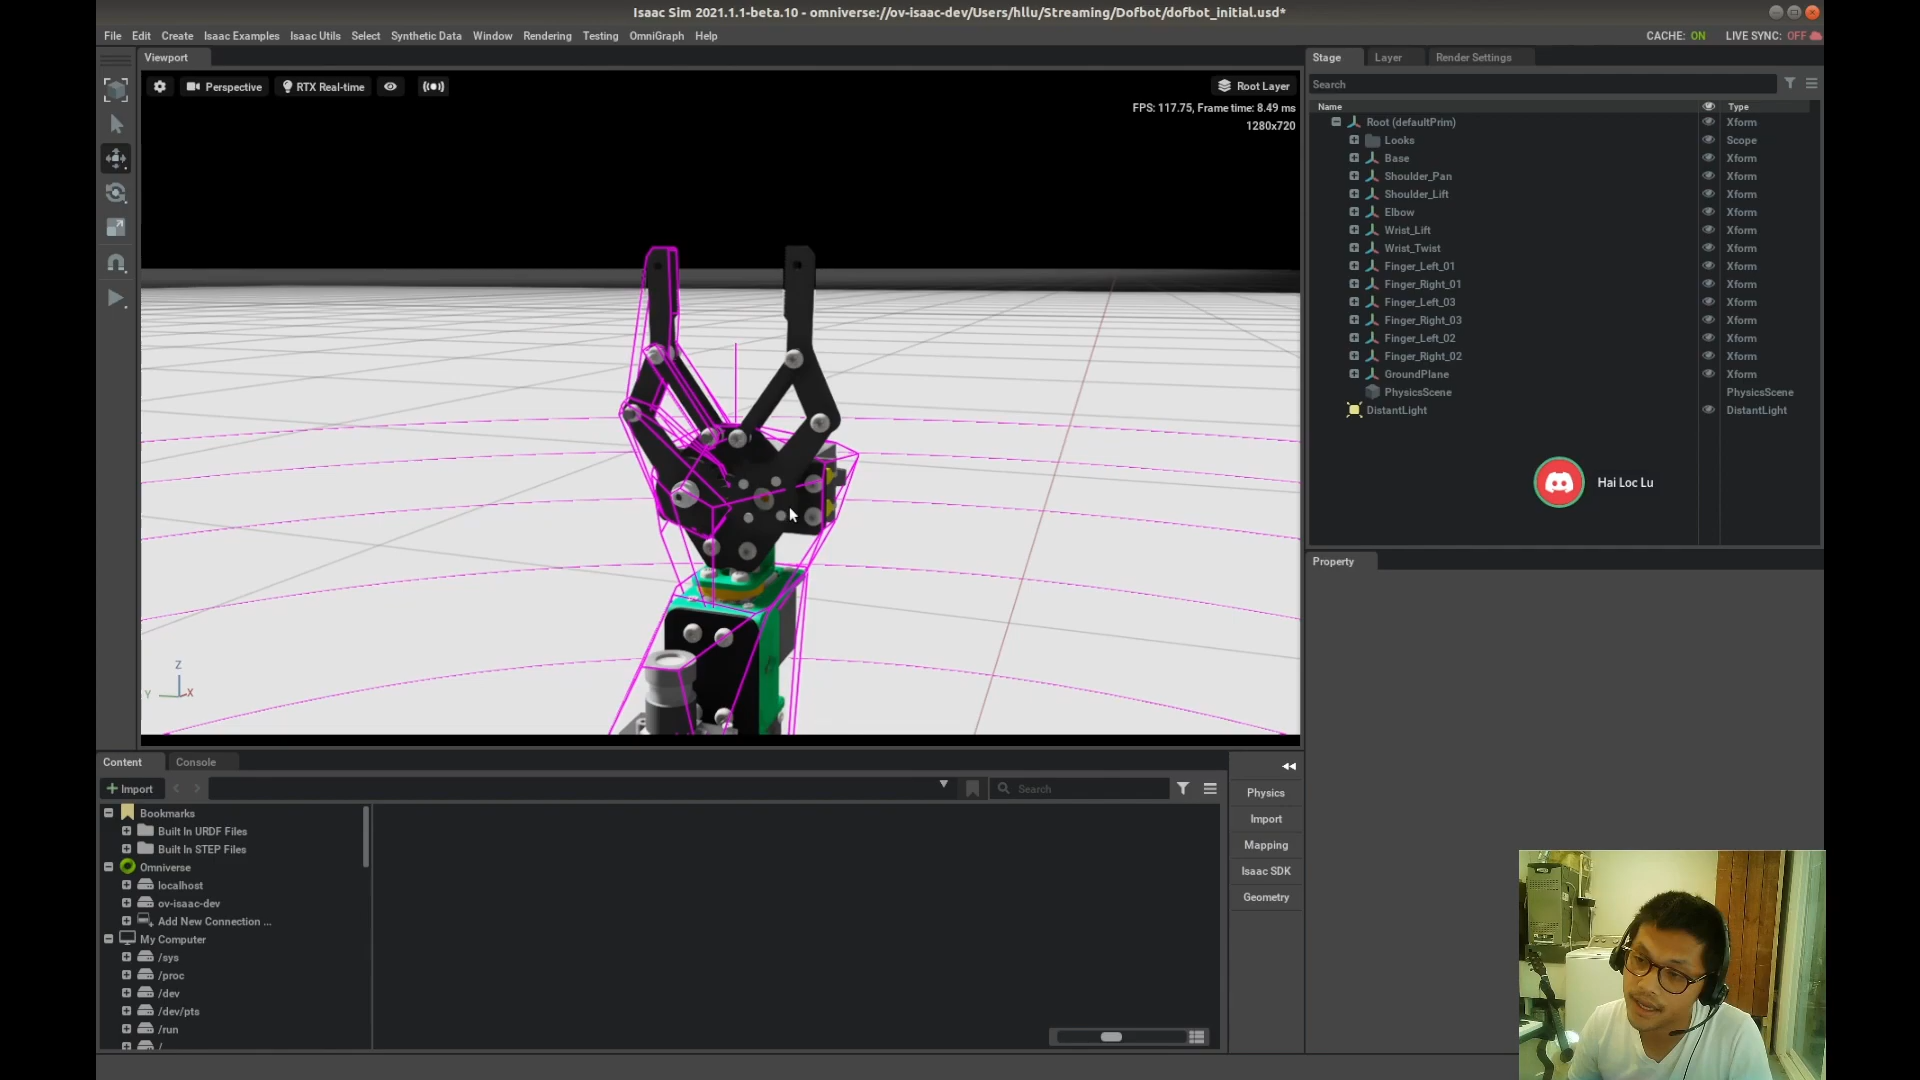 Isaac Sim 2021.1.1-beta.10 - omniverse://ov-isaac-dev/Users/hllu/Streaming/Dofbot/dofbot_initial.usd*
File Edit Create Isaac Examples Isaac Utils Select Synthetic Data Window Rendering Testing OmniGraph Help
CACHE: ON LIVE SYNC: OFF
Viewport
Perspective RTX Real-time
Root Layer
FPS: 117.75, Frame time: 8.49 ms
1280x720
Z
Y X
Stage Layer Render Settings
Search
Name Type
Root (defaultPrim) Xform
Looks Scope
Base Xform
Shoulder_Pan Xform
Shoulder_Lift Xform
Elbow Xform
Wrist_Lift Xform
Wrist_Twist Xform
Finger_Left_01 Xform
Finger_Right_01 Xform
Finger_Left_03 Xform
Finger_Right_03 Xform
Finger_Left_02 Xform
Finger_Right_02 Xform
GroundPlane Xform
PhysicsScene PhysicsScene
DistantLight DistantLight
Hai Loc Lu
Property
Content Console
+ Import
Search
Bookmarks
Built In URDF Files
Built In STEP Files
Omniverse
localhost
ov-isaac-dev
Add New Connection ...
My Computer
/sys
/proc
/dev
/dev/pts
/run
/
Physics
Import
Mapping
Isaac SDK
Geometry